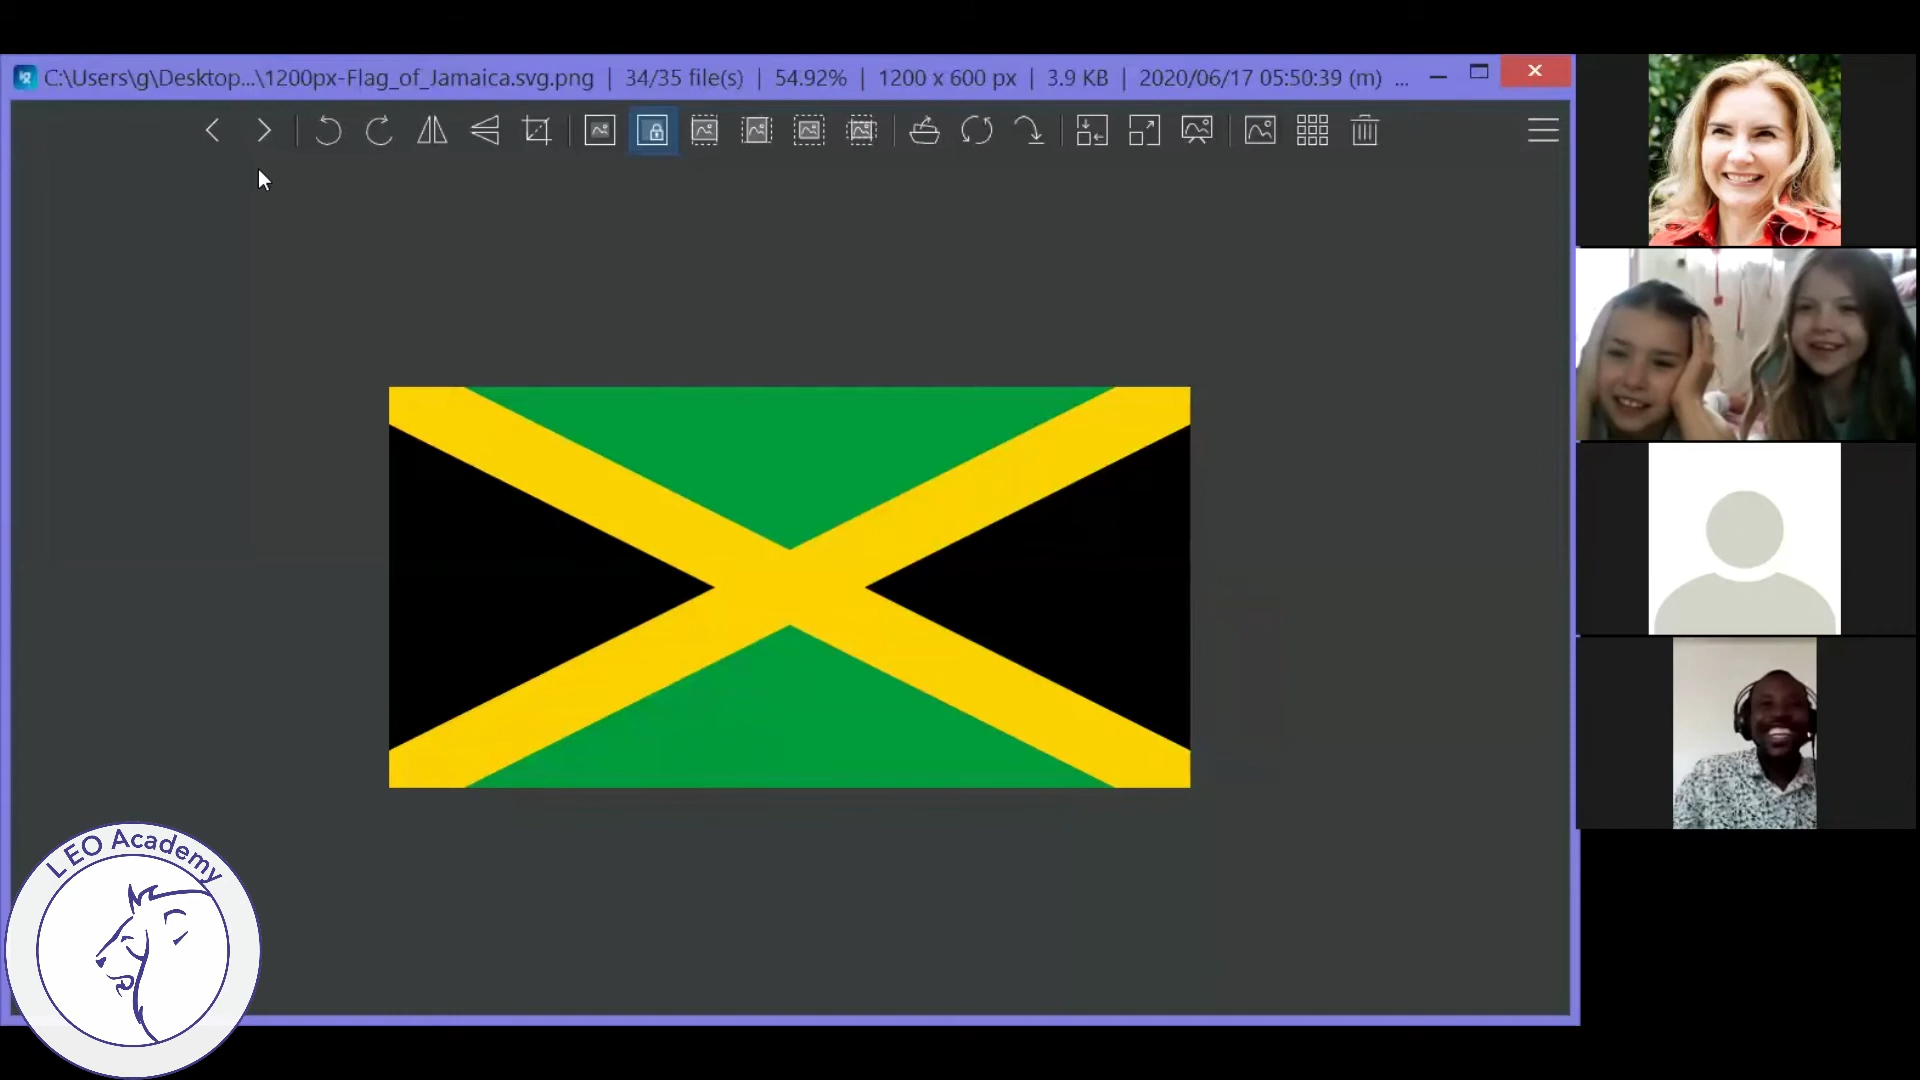 C:\Users\g\Desktop...\1200px-Flag_of_Jamaica.svg.png | 34/35 file(s) | 54.92% | 1200 x 600 px | 3.9 KB | 2020/06/17 05:50:39 (m) ...
LEO Academy